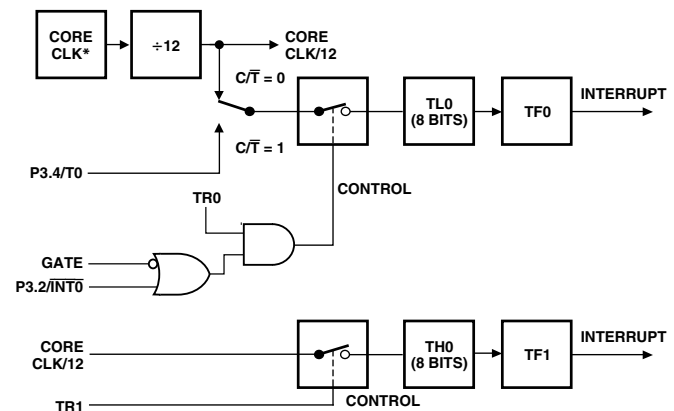 CORE
CLK*
÷12
CORE
CLK/12
C/T̅ = 0
C/T̅ = 1
TL0
(8 BITS)
TF0
INTERRUPT
P3.4/T0
CONTROL
TR0
GATE
P3.2/I̅N̅T̅0̅
CORE
CLK/12
TH0
(8 BITS)
TF1
INTERRUPT
TR1
CONTROL